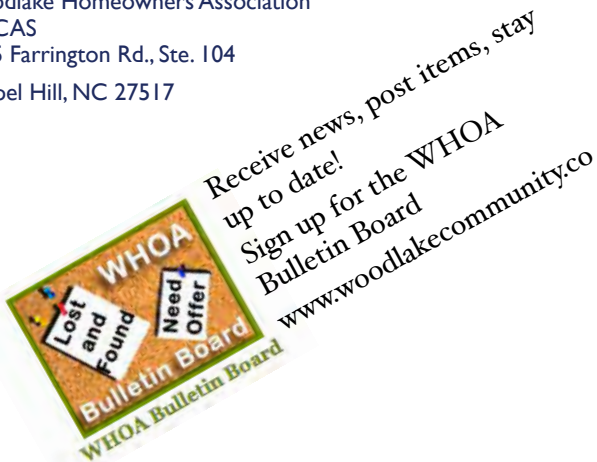 Homeowners Association
CAS
Farrington Rd., Ste. 104
Hill, NC 27517
Receive news, post items, stay
up to date!
Sign up for the WHOA
Bulletin Board
www.woodlakecommunity.co
WHOA
Lost
and
Found
Need
Offer
Bulletin Board
WHOA Bulletin Board